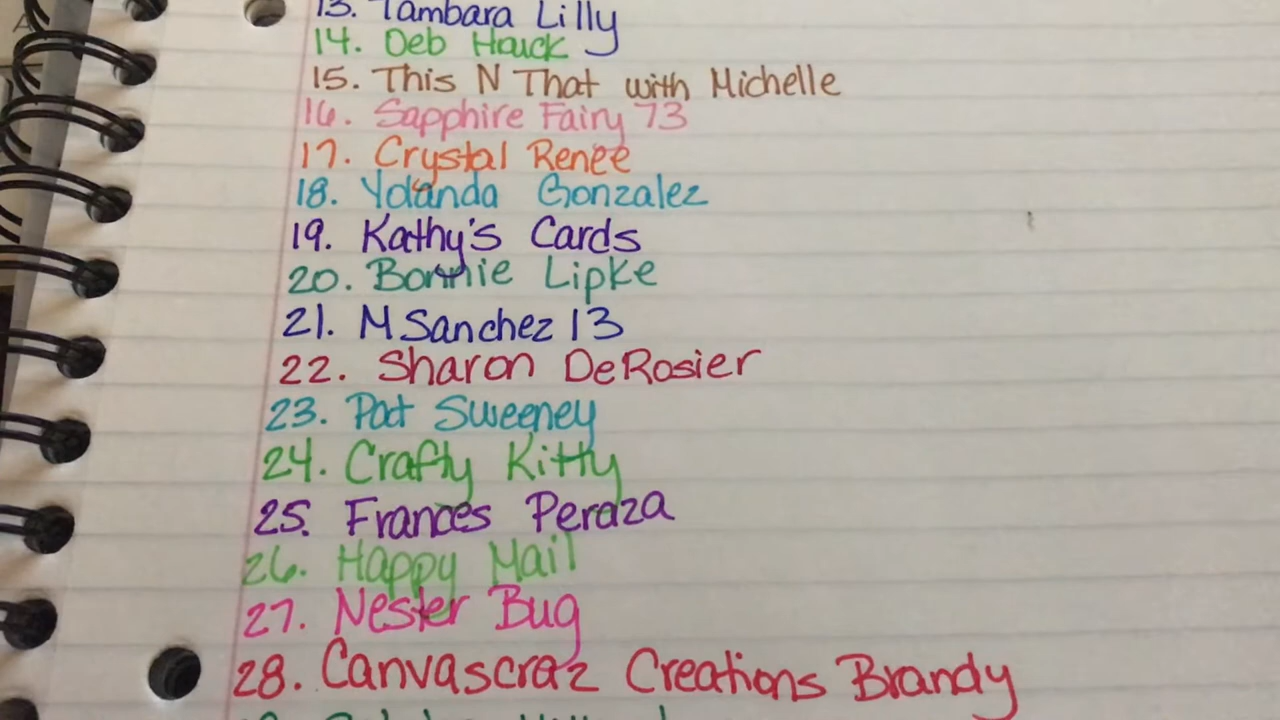 13. Tambara Lilly
14. Deb Houck
15. This N That with Michelle
16. Sapphire Fairy 73
17. Crystal Renee
18. Yolanda Gonzalez
19. Kathy's Cards
20. Bonnie Lipke
21. MSanchez 13
22. Sharon DeRosier
23. Pat Sweeney
24. Crafty Kitty
25. Frances Peraza
26. Happy Mail
27. Nester Bug
28. Canvascraz Creations Brandy